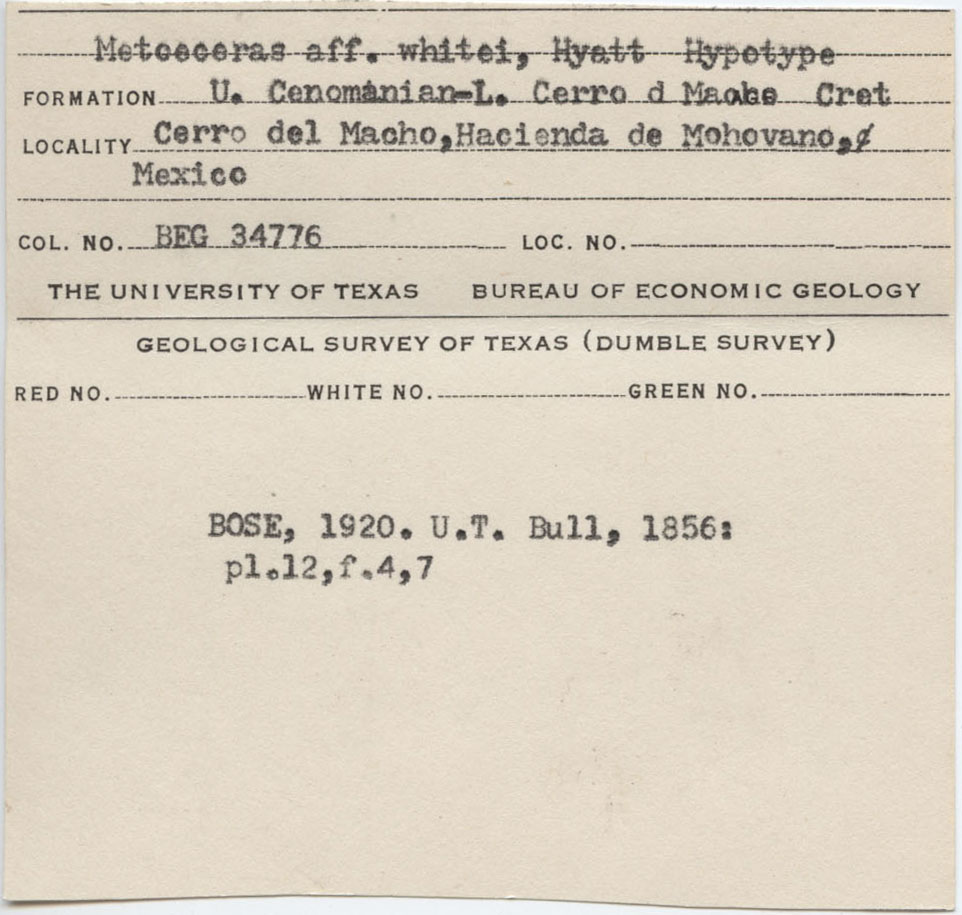 Metoeceras aff. whitei, Hyatt Hypotype
FORMATION U. Cenomanian-L. Cerro d Cret
LOCALITY Cerro del Macho,Hacienda de Mohovano,
Mexico
COL. NO. BEG 34776 LOC. NO.
THE UNIVERSITY OF TEXAS BUREAU OF ECONOMIC GEOLOGY
GEOLOGICAL SURVEY OF TEXAS (DUMBLE SURVEY)
RED NO. WHITE NO. GREEN NO.
BOSE, 1920. U.T. Bull, 1856:
pl.12,f.4,7